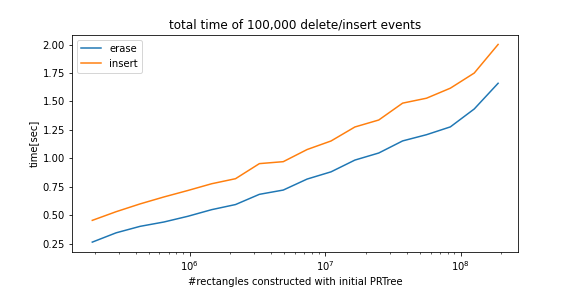 total time of 100,000 delete/insert events
erase
insert
time[sec]
2.00
1.75
1.50
1.25
1.00
0.75
0.50
0.25
10⁶
10⁷
10⁸
#rectangles constructed with initial PRTree